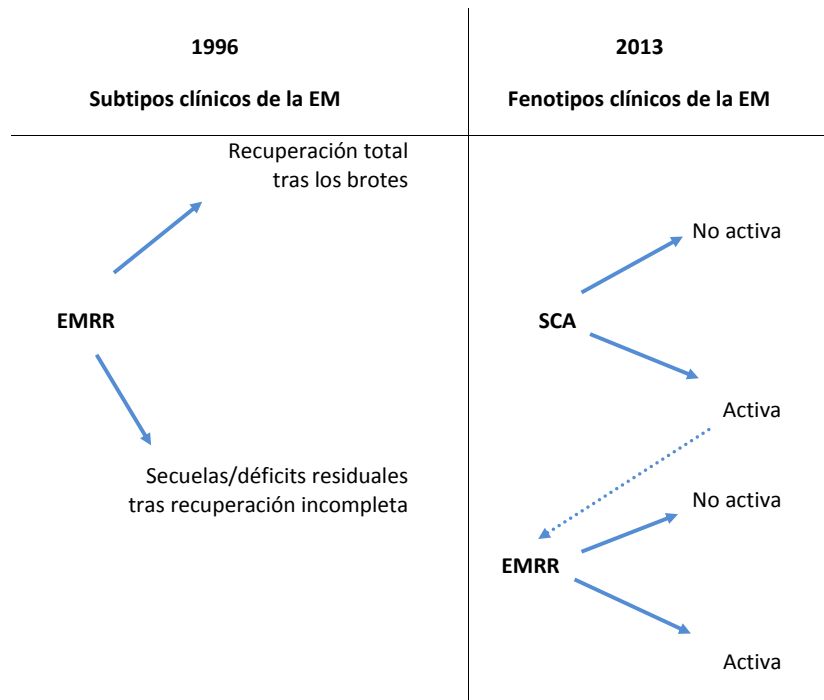 1996
Subtipos clínicos de la EM
Recuperación total
tras los brotes
EMRR
Secuelas/déficits residuales
tras recuperación incompleta
2013
Fenotipos clínicos de la EM
No activa
SCA
Activa
No activa
EMRR
Activa